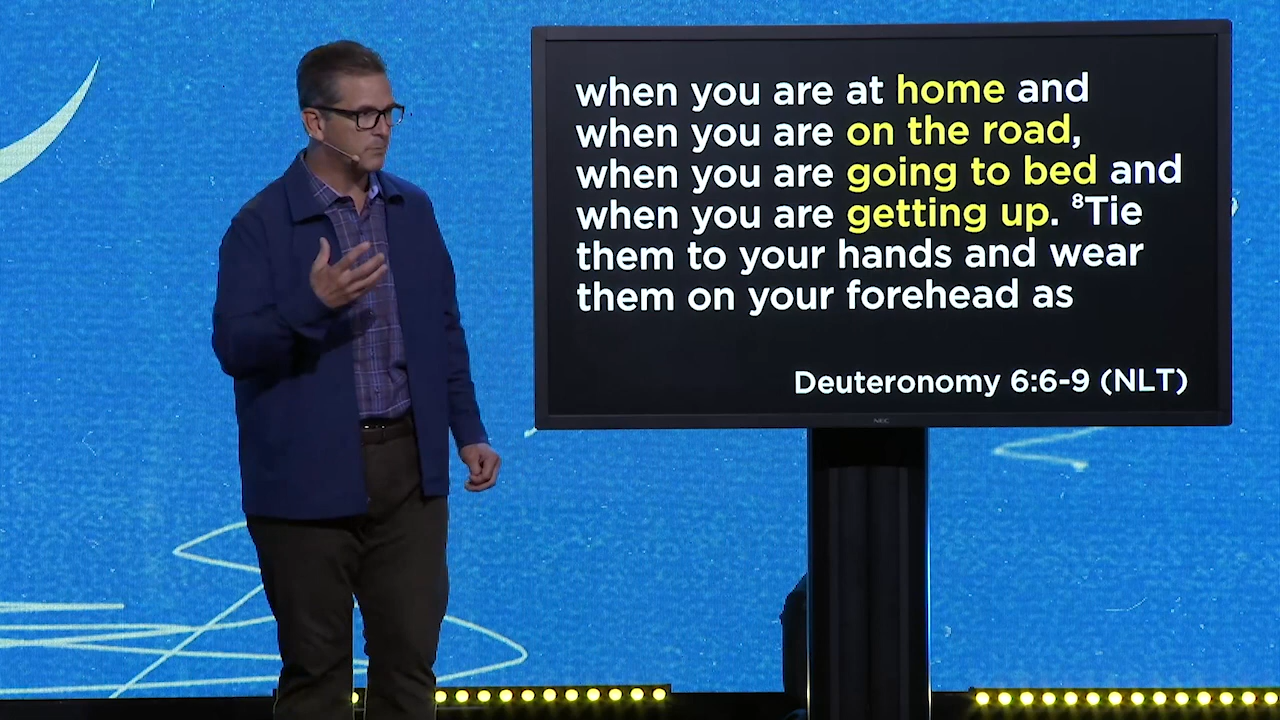 when you are at home and
when you are on the road,
when you are going to bed and
when you are getting up. ⁸Tie
them to your hands and wear
them on your forehead as
Deuteronomy 6:6-9 (NLT)
NEC